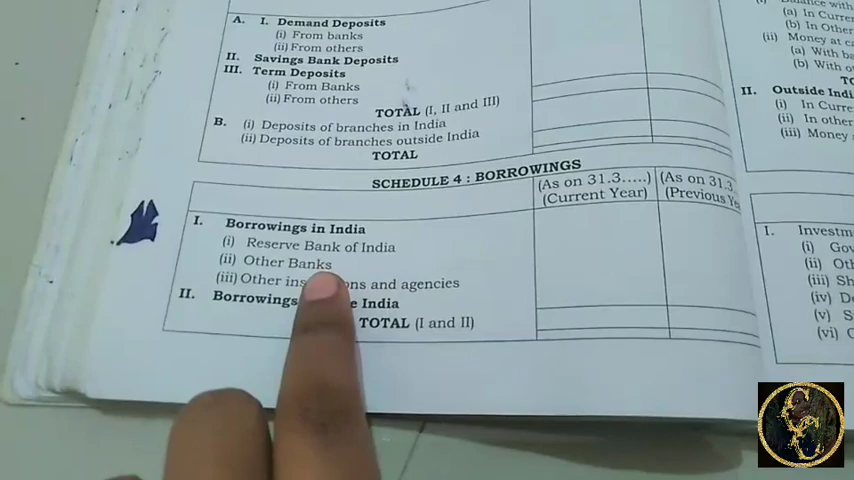 A. I. Demand Deposits
(i) From banks
(ii) From others
II. Savings Bank Deposits
III. Term Deposits
(i) From Banks
(ii) From others
TOTAL (I, II and III)
B. (i) Deposits of branches in India
(ii) Deposits of branches outside India
TOTAL
SCHEDULE 4 : BORROWINGS
(As on 31.3.....) (As on 31.3.
(Current Year) (Previous Ye
I. Borrowings in India
(i) Reserve Bank of India
(ii) Other Banks
(iii) Other ins ons and agencies
II. Borrowings e India
TOTAL (I and II)
(a) In Curre
(b) In Other
(ii) Money at c
(a) With ba
(b) With o
TO
II. Outside Indi
(i) In Curre
(ii) In other
(iii) Money
I. Investm
(i) Gov
(ii) Oth
(iii) Sh
(iv) De
(v) S
(vi) C